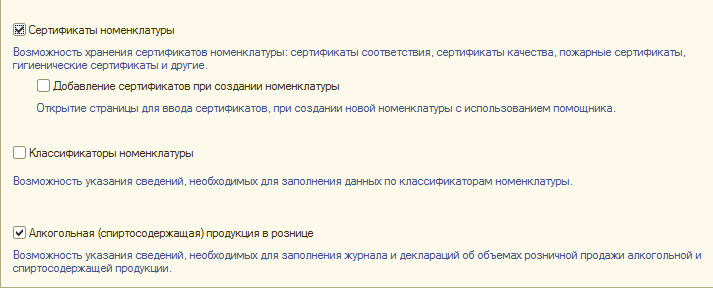 Сертификаты номенклатуры
Возможность хранения сертификатов номенклатуры: сертификаты соответствия, сертификаты качества, пожарные сертификаты,
гигиенические сертификаты и другие.
Добавление сертификатов при создании номенклатуры
Открытие страницы для ввода сертификатов, при создании новой номенклатуры с использованием помощника.
Классификаторы номенклатуры
Возможность указания сведений, необходимых для заполнения данных по классификаторам номенклатуры.
Алкогольная (спиртосодержащая) продукция в рознице
Возможность указания сведений, необходимых для заполнения журнала и деклараций об объемах розничной продажи алкогольной и
спиртосодержащей продукции.